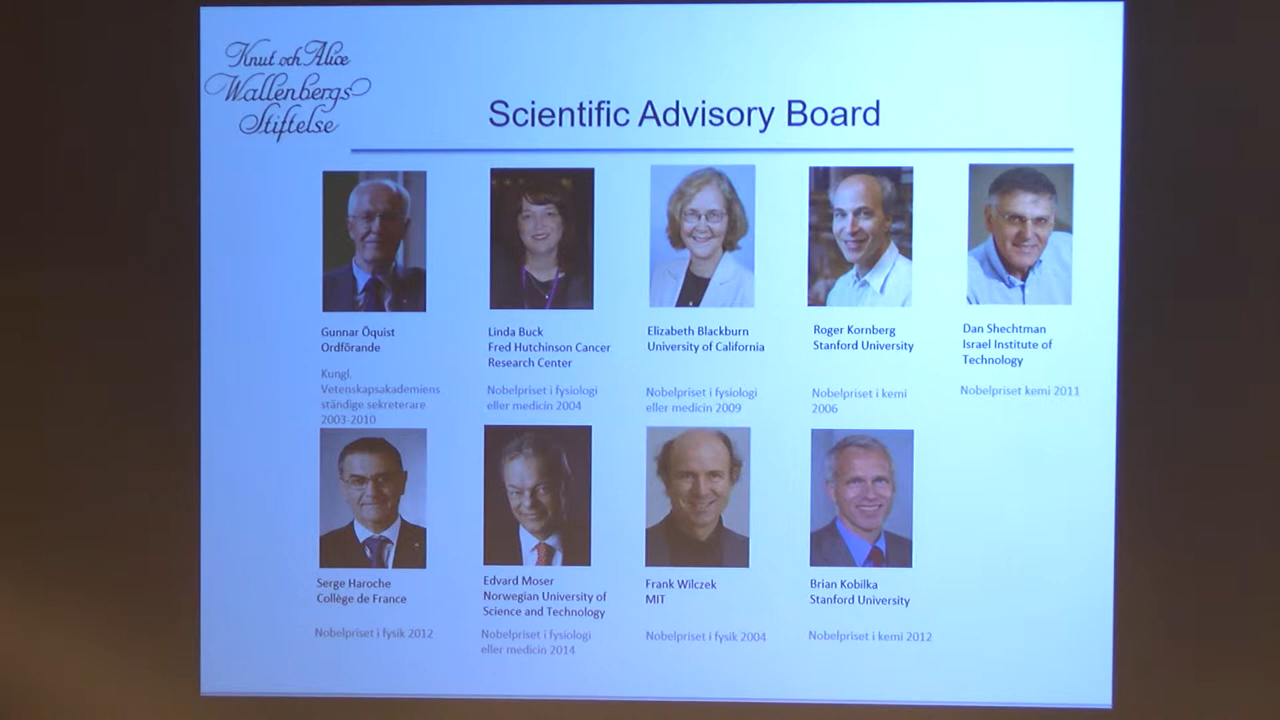 Knut och Alice
Wallenbergs
Stiftelse
Scientific Advisory Board
Gunnar Öquist
Ordförande
Kungl.
Vetenskapsakademiens
ständige sekreterare
2003-2010
Linda Buck
Fred Hutchinson Cancer
Research Center
Nobelpriset i fysiologi
eller medicin 2004
Elizabeth Blackburn
University of California
Nobelpriset i fysiologi
eller medicin 2009
Roger Kornberg
Stanford University
Nobelpriset i kemi
2006
Dan Shechtman
Israel Institute of
Technology
Nobelpriset kemi 2011
Serge Haroche
Collège de France
Nobelpriset i fysik 2012
Edvard Moser
Norwegian University of
Science and Technology
Nobelpriset i fysiologi
eller medicin 2014
Frank Wilczek
MIT
Nobelpriset i fysik 2004
Brian Kobilka
Stanford University
Nobelpriset i kemi 2012